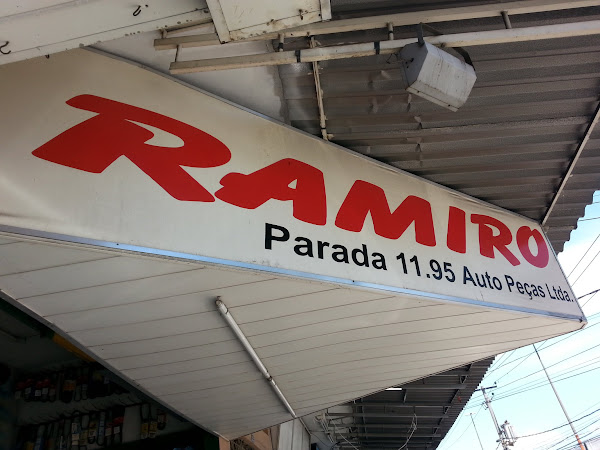 RAMIRO
Parada 11.95 Auto Peças Ltda.